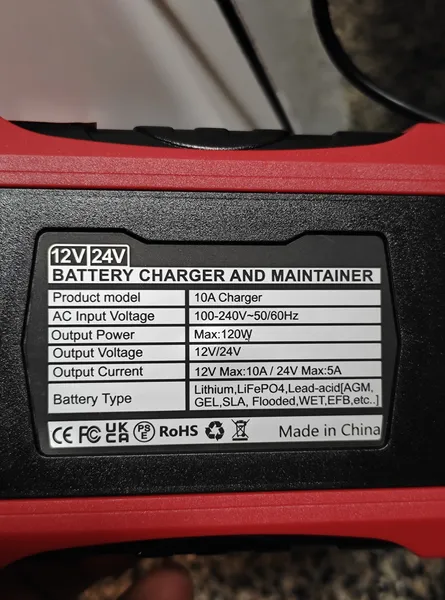 12V 24V
BATTERY CHARGER AND MAINTAINER
Product model 10A Charger
AC Input Voltage 100-240V~50/60Hz
Output Power Max:120W
Output Voltage 12V/24V
Output Current 12V Max:10A / 24V Max:5A
Battery Type Lithium,LiFePO4,Lead-acid[AGM,
GEL,SLA, Flooded,WET,EFB,etc..]
CE FC UK CA PS E RoHS Made in China